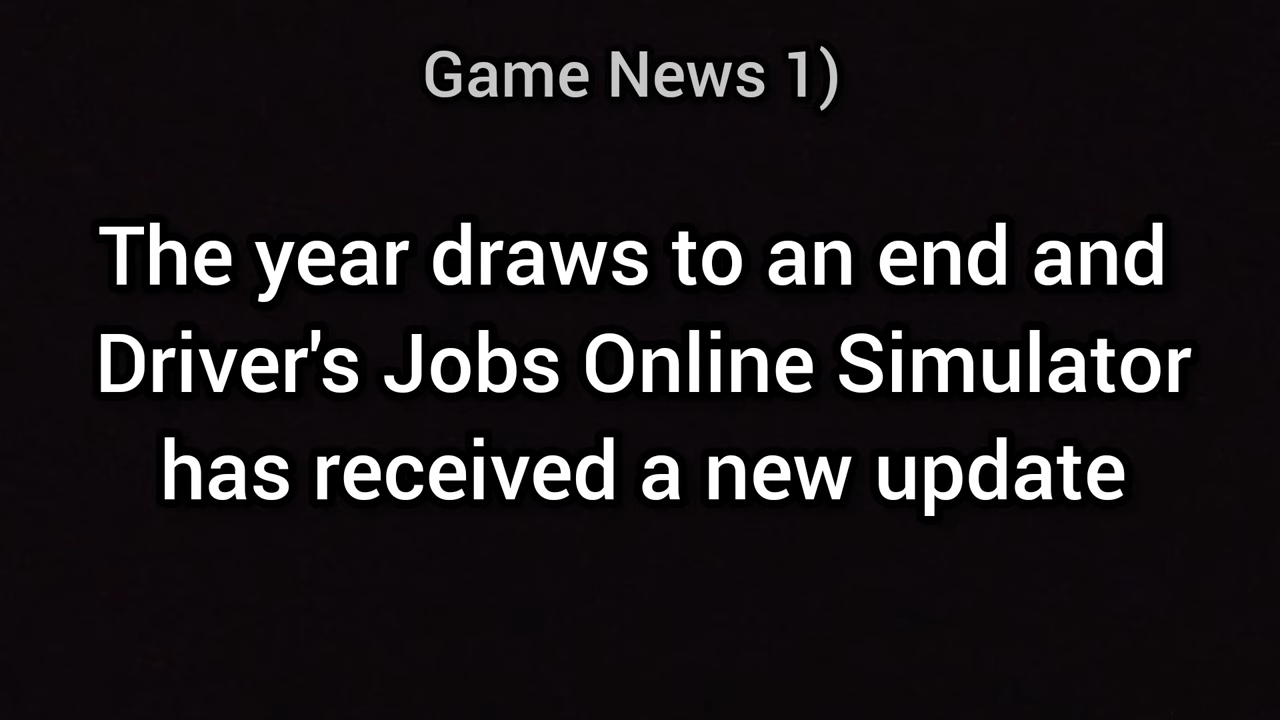 Game News 1)
The year draws to an end and
Driver's Jobs Online Simulator
has received a new update